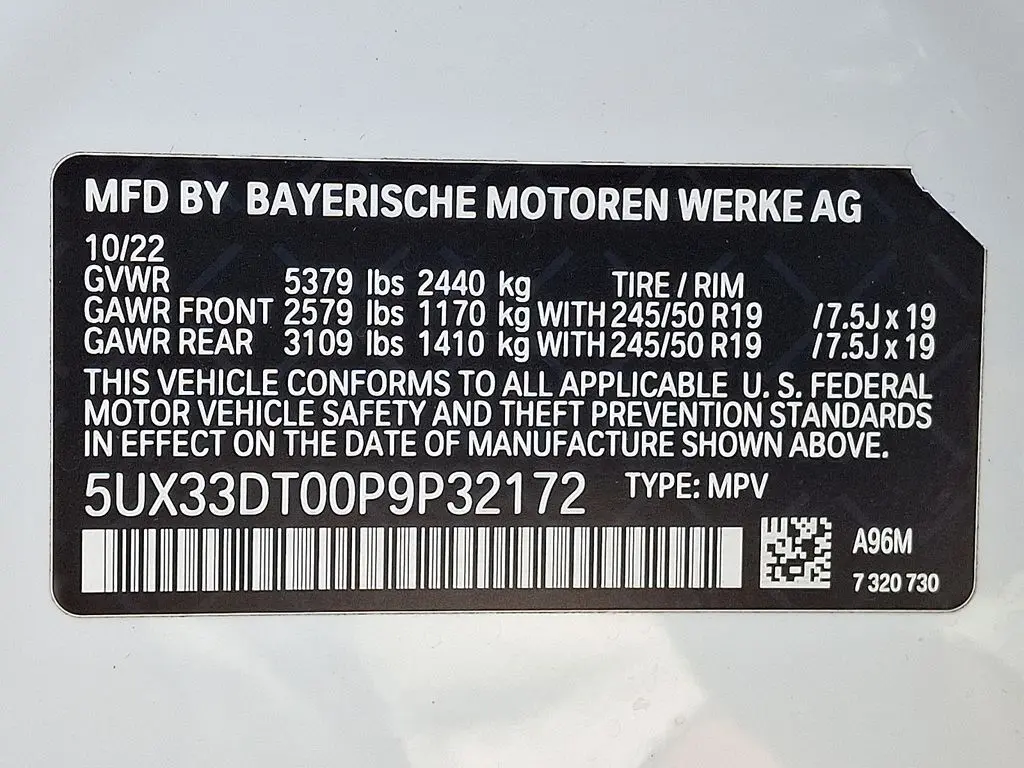 MFD BY BAYERISCHE MOTOREN WERKE AG
10/22
GVWR 5379 lbs 2440 kg TIRE / RIM
GAWR FRONT 2579 lbs 1170 kg WITH 245/50 R19 / 7.5J x 19
GAWR REAR 3109 lbs 1410 kg WITH 245/50 R19 / 7.5J x 19
THIS VEHICLE CONFORMS TO ALL APPLICABLE U. S. FEDERAL
MOTOR VEHICLE SAFETY AND THEFT PREVENTION STANDARDS
IN EFFECT ON THE DATE OF MANUFACTURE SHOWN ABOVE.
5UX33DT00P9P32172 TYPE: MPV
A96M
7 320 730